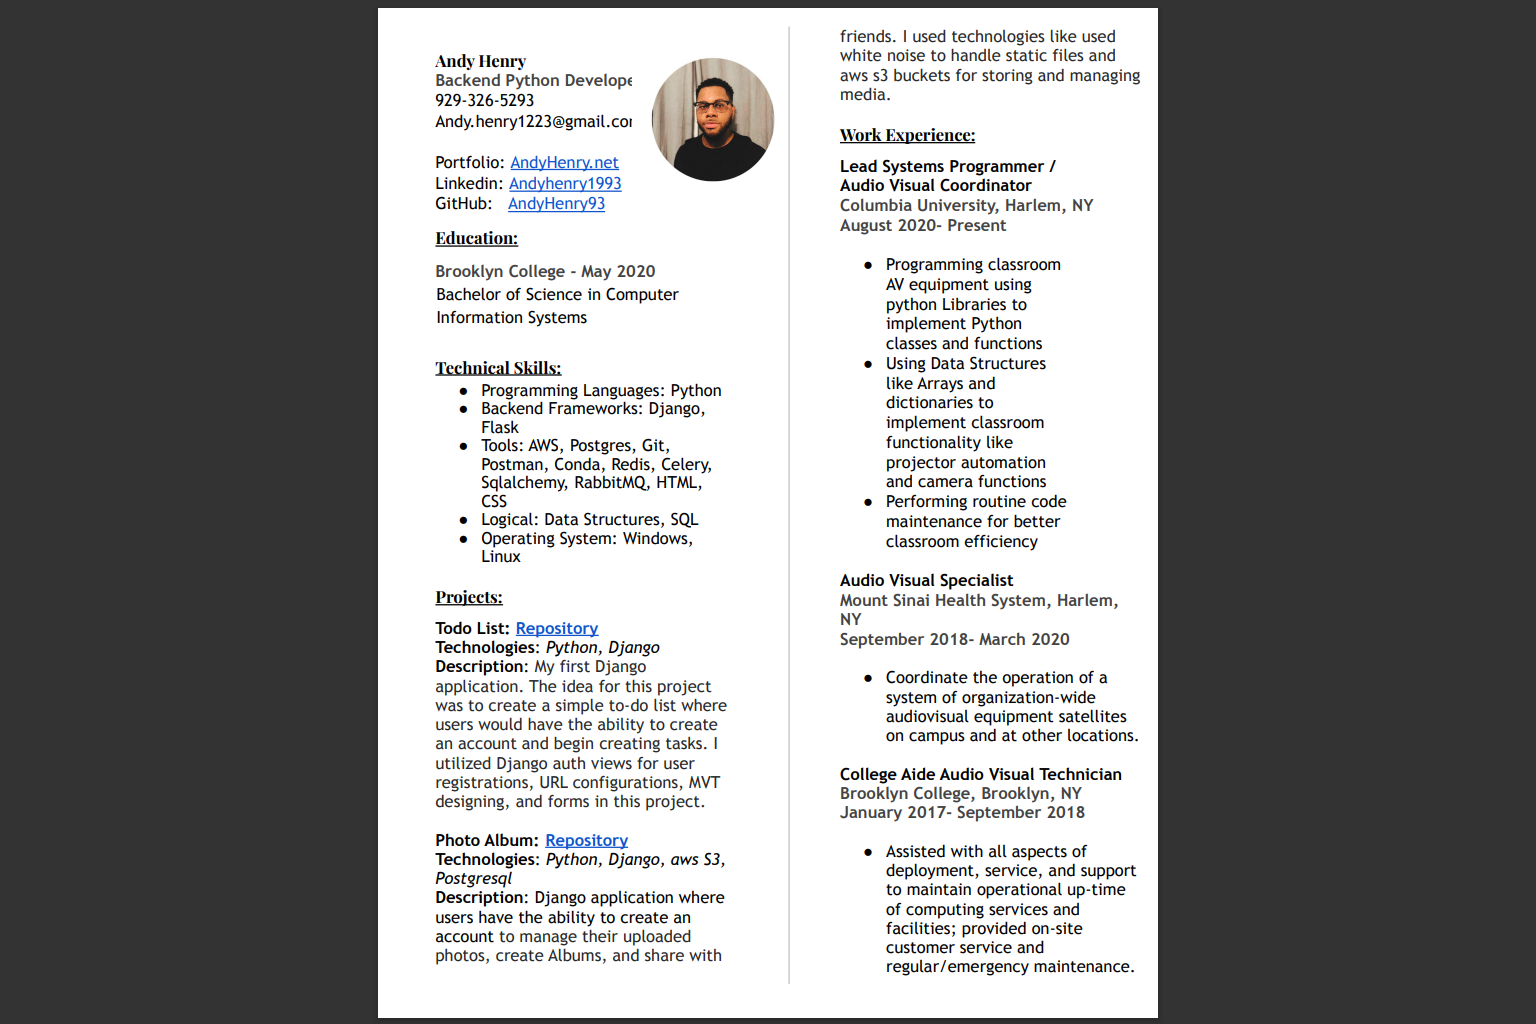 Andy Henry
Backend Python Develope
929-326-5293
Andy.henry1223@gmail.cor
Portfolio: AndyHenry.net
Linkedin: Andyhenry1993
GitHub: AndyHenry93
Education:
Brooklyn College - May 2020
Bachelor of Science in Computer
Information Systems
Technical Skills:
● Programming Languages: Python
● Backend Frameworks: Django,
Flask
● Tools: AWS, Postgres, Git,
Postman, Conda, Redis, Celery,
Sqlalchemy, RabbitMQ, HTML,
CSS
● Logical: Data Structures, SQL
● Operating System: Windows,
Linux
Projects:
Todo List: Repository
Technologies: Python, Django
Description: My first Django
application. The idea for this project
was to create a simple to-do list where
users would have the ability to create
an account and begin creating tasks. I
utilized Django auth views for user
registrations, URL configurations, MVT
designing, and forms in this project.
Photo Album: Repository
Technologies: Python, Django, aws S3,
Postgresql
Description: Django application where
users have the ability to create an
account to manage their uploaded
photos, create Albums, and share with
friends. I used technologies like used
white noise to handle static files and
aws s3 buckets for storing and managing
media.
Work Experience:
Lead Systems Programmer /
Audio Visual Coordinator
Columbia University, Harlem, NY
August 2020- Present
● Programming classroom
AV equipment using
python Libraries to
implement Python
classes and functions
● Using Data Structures
like Arrays and
dictionaries to
implement classroom
functionality like
projector automation
and camera functions
● Performing routine code
maintenance for better
classroom efficiency
Audio Visual Specialist
Mount Sinai Health System, Harlem,
NY
September 2018- March 2020
● Coordinate the operation of a
system of organization-wide
audiovisual equipment satellites
on campus and at other locations.
College Aide Audio Visual Technician
Brooklyn College, Brooklyn, NY
January 2017- September 2018
● Assisted with all aspects of
deployment, service, and support
to maintain operational up-time
of computing services and
facilities; provided on-site
customer service and
regular/emergency maintenance.